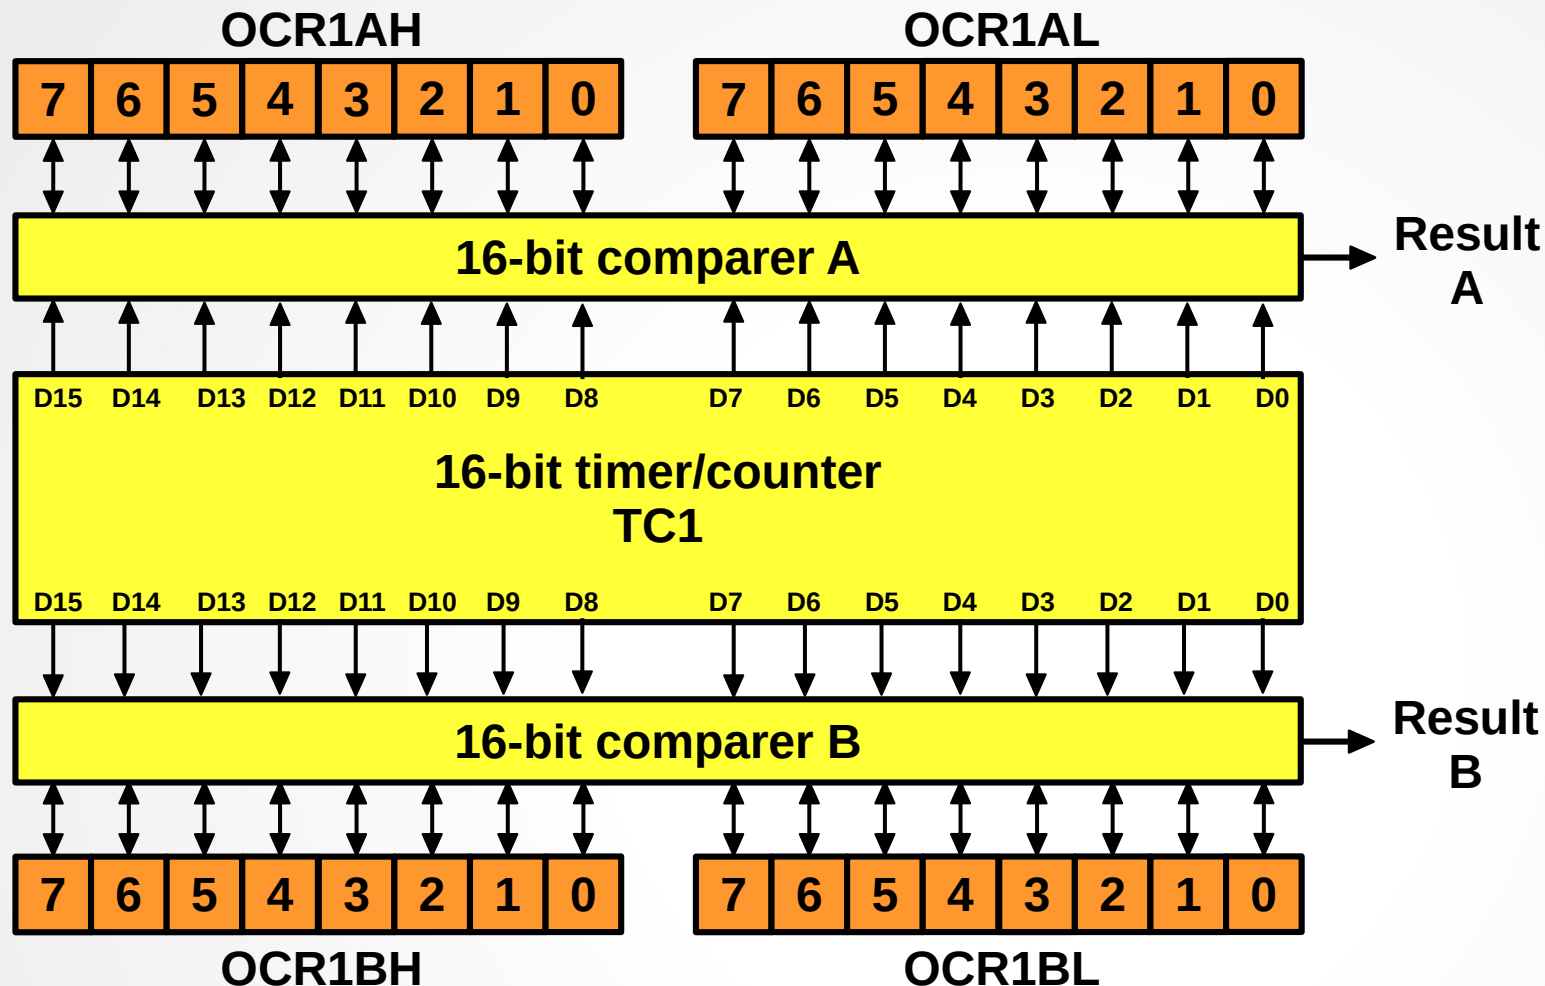 OCR1AH OCR1AL
7 6 5 4 3 2 1 0 7 6 5 4 3 2 1 0
16-bit comparer A
Result
A
D15 D14 D13 D12 D11 D10 D9 D8 D7 D6 D5 D4 D3 D2 D1 D0
16-bit timer/counter
TC1
D15 D14 D13 D12 D11 D10 D9 D8 D7 D6 D5 D4 D3 D2 D1 D0
16-bit comparer B
Result
B
7 6 5 4 3 2 1 0 7 6 5 4 3 2 1 0
OCR1BH OCR1BL